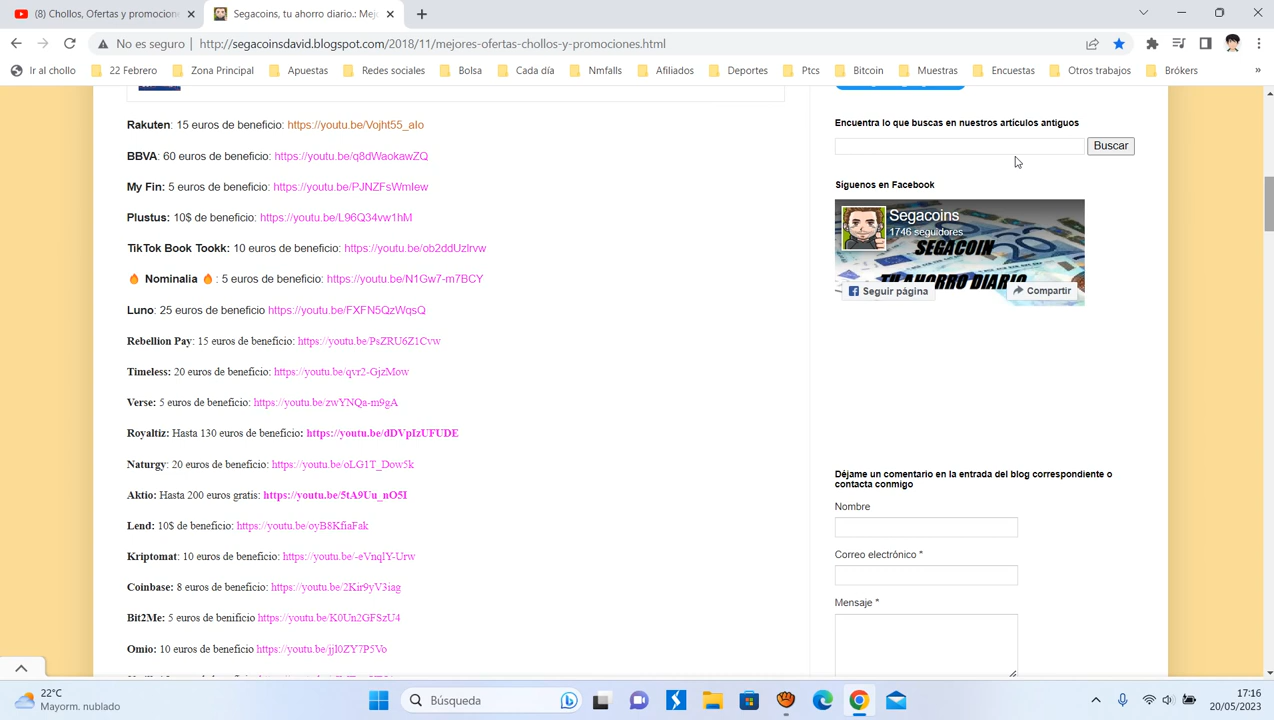 (8) Chollos, Ofertas y promocione
Segacoins, tu ahorro diario.: Mej
No es seguro
http://segacoinsdavid.blogspot.com/2019/11/mejores-ofertas-chollos-y-promociones.html
Ir al chollo
22 Febrero
Zona Principal
Apuestas
Redes sociales
Bolsa
Cada día
Nmfalls
Afiliados
Deportes
Ptcs
Bitcoin
Muestras
Encuestas
Otros trabajos
Brókers
»
Rakuten: 15 euros de beneficio: https://youtu.be/Vojht55_aIo
BBVA: 60 euros de beneficio: https://youtu.be/q8dWaokawZQ
My Fin: 5 euros de beneficio: https://youtu.be/PJNZFsWmIew
Plustus: 10$ de beneficio: https://youtu.be/L96Q34vw1hM
TikTok Book Tookk: 10 euros de beneficio: https://youtu.be/ob2ddUzlrvw
🔥 Nominalia 🔥 : 5 euros de beneficio: https://youtu.be/N1Gw7-m7BCY
Luno: 25 euros de beneficio https://youtu.be/FXFN5QzWqsQ
Rebellion Pay: 15 euros de beneficio: https://youtu.be/PsZRU6Z1Cvw
Timeless: 20 euros de beneficio: https://youtu.be/qvr2-GjzMow
Verse: 5 euros de beneficio: https://youtu.be/zwYNQa-m9gA
Royaltiz: Hasta 130 euros de beneficio: https://youtu.be/dDVpIzUFUDE
Naturgy: 20 euros de beneficio: https://youtu.be/oLG1T_Dow5k
Aktio: Hasta 200 euros gratis: https://youtu.be/5tA9Uu_nO5I
Lend: 10$ de beneficio: https://youtu.be/oyB8KfiaFak
Kriptomat: 10 euros de beneficio: https://youtu.be/-eVnqlY-Urw
Coinbase: 8 euros de beneficio: https://youtu.be/2Kir9yV3iag
Bit2Me: 5 euros de benificio https://youtu.be/K0Un2GFSzU4
Omio: 10 euros de beneficio https://youtu.be/jjl0ZY7P5Vo
Encuentra lo que buscas en nuestros artículos antiguos
Buscar
Síguenos en Facebook
Segacoins
1746 seguidores
SEGACOIN
TU AHORRO DIARIO
Seguir página
Compartir
Déjame un comentario en la entrada del blog correspondiente o
contacta conmigo
Nombre
Correo electrónico *
Mensaje *
22°C
Mayorm. nublado
Búsqueda
17:16
20/05/2023